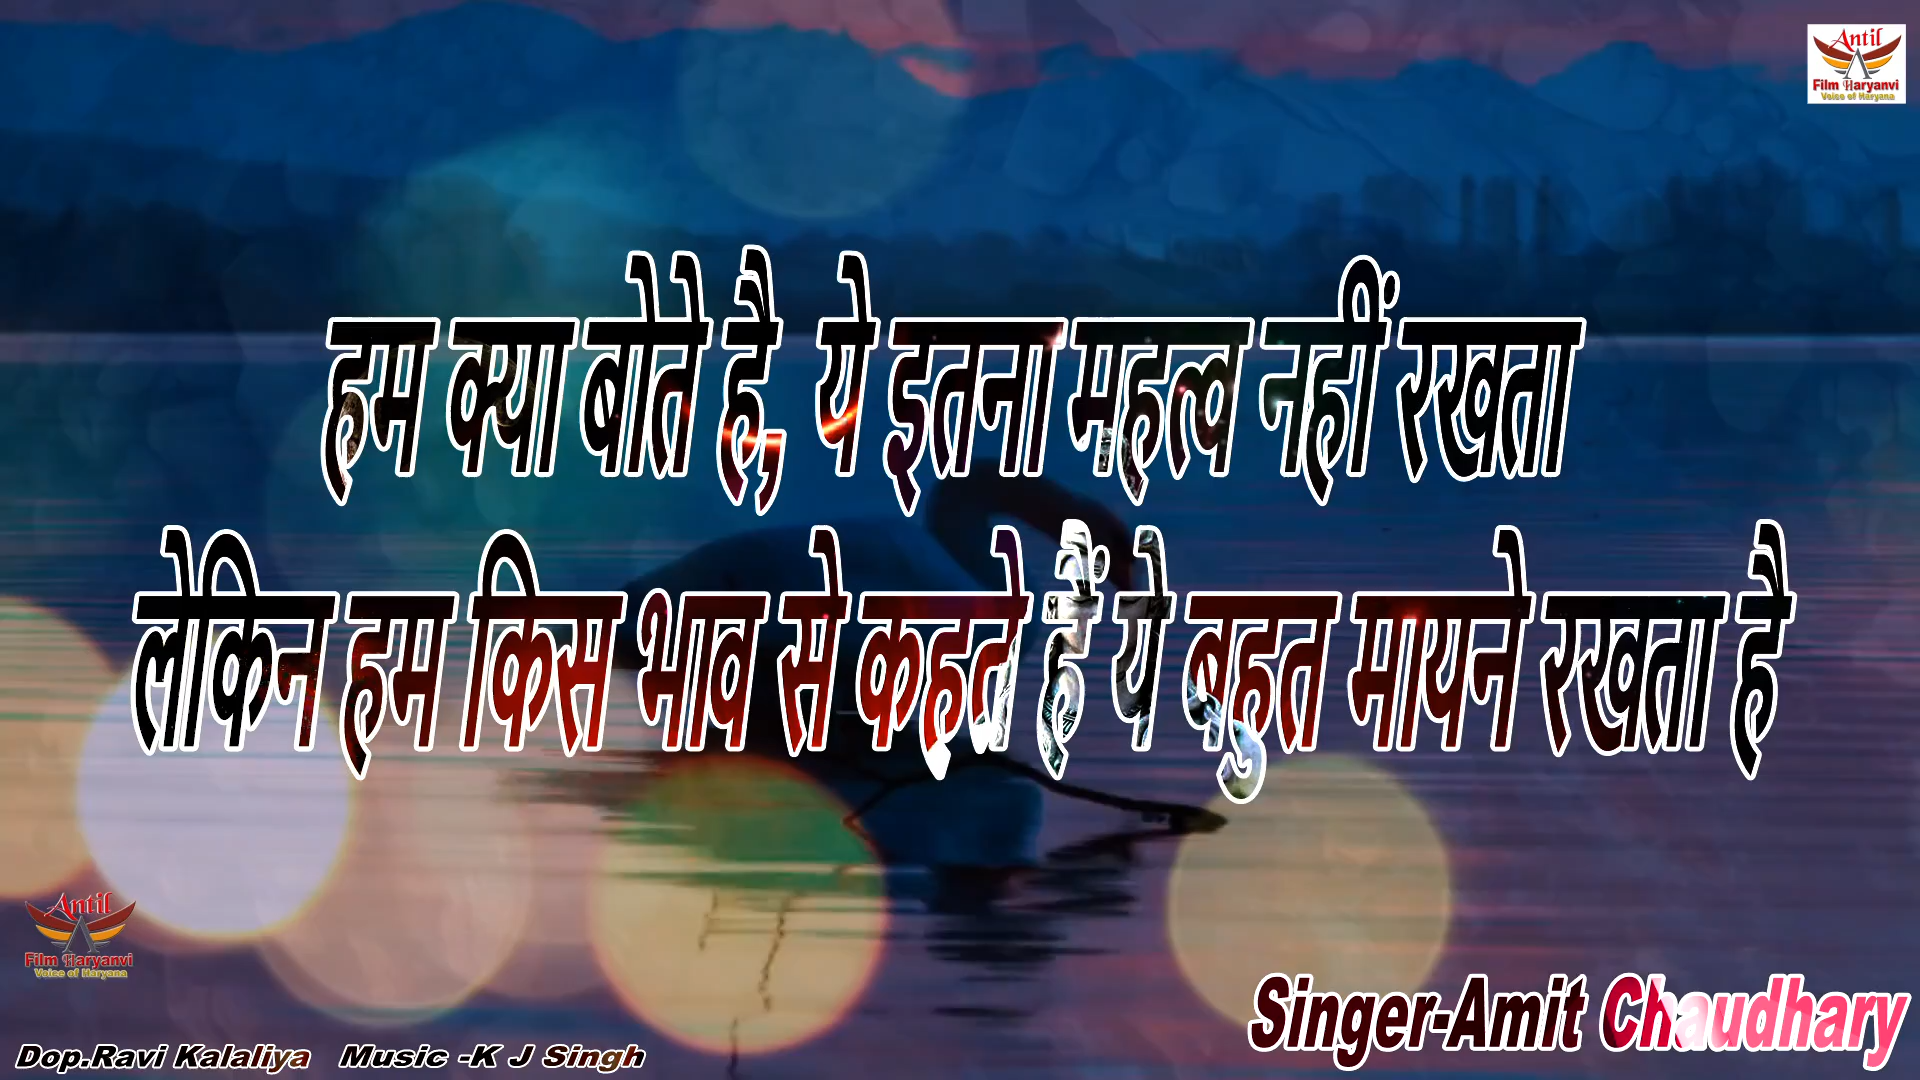 Antil
Film Haryanvi
Voice of Haryana
हम क्या बोते है, ये इतना महत्व नहीं रखता
लेकिन हम किस भाव से कहते हैं ये बहुत मायने रखता है
Antil
Film Haryanvi
Voice of Haryana
Singer-Amit Chaudhary
Dop.Ravi Kalaliya Music -K J Singh